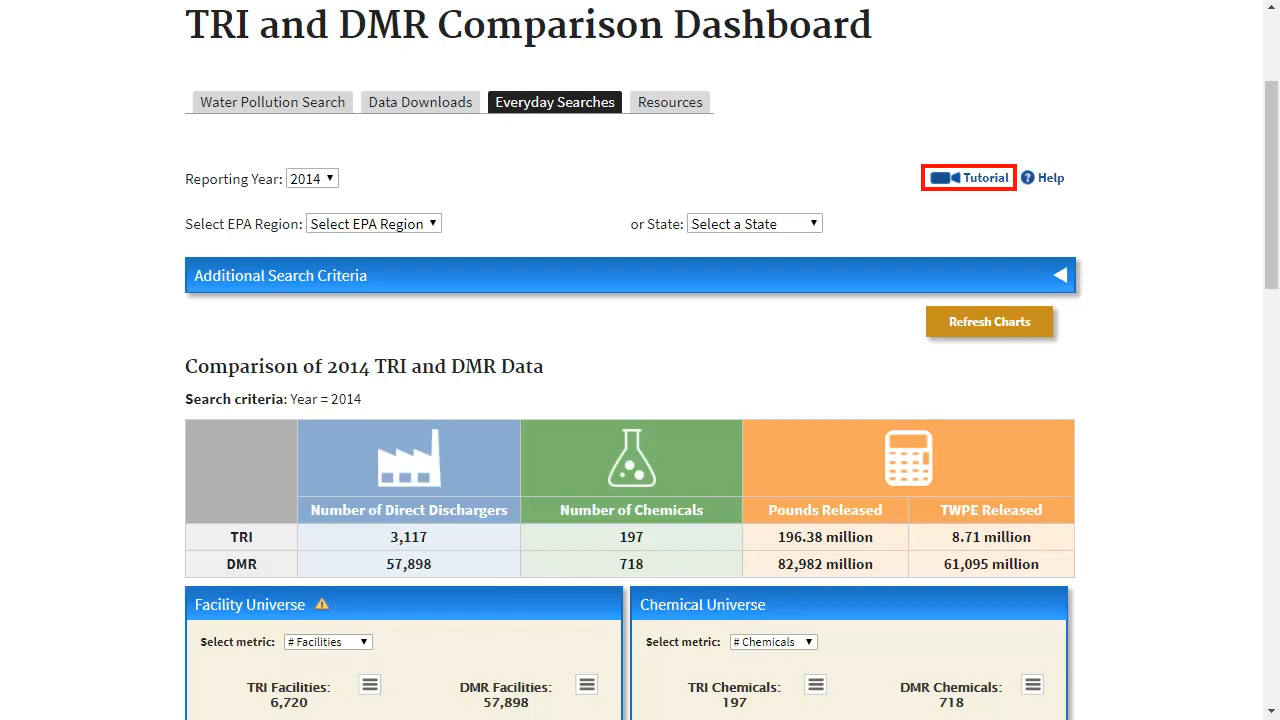 TRI and DMR Comparison Dashboard
Water Pollution Search Data Downloads Everyday Searches Resources
Reporting Year: 2014 Tutorial ? Help
Select EPA Region: Select EPA Region or State: Select a State
Additional Search Criteria
Refresh Charts
Comparison of 2014 TRI and DMR Data
Search criteria: Year = 2014
Number of Direct Dischargers Number of Chemicals Pounds Released TWPE Released
TRI 3,117 197 196.38 million 8.71 million
DMR 57,898 718 82,982 million 61,095 million
Facility Universe Chemical Universe
Select metric: # Facilities Select metric: # Chemicals
TRI Facilities: DMR Facilities: TRI Chemicals: DMR Chemicals:
6,720 57,898 197 718